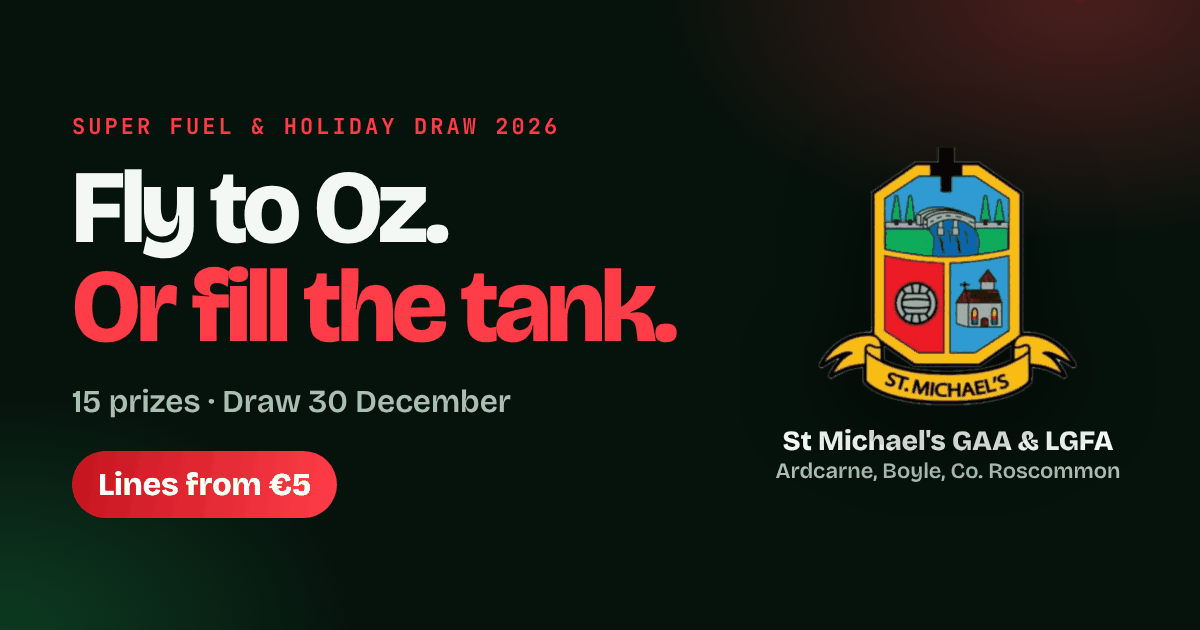 SUPER FUEL & HOLIDAY DRAW 2026
Fly to Oz.
Or fill the tank.
15 prizes · Draw 30 December
Lines from €5
ST. MICHAEL'S
St Michael's GAA & LGFA
Ardcarne, Boyle, Co. Roscommon